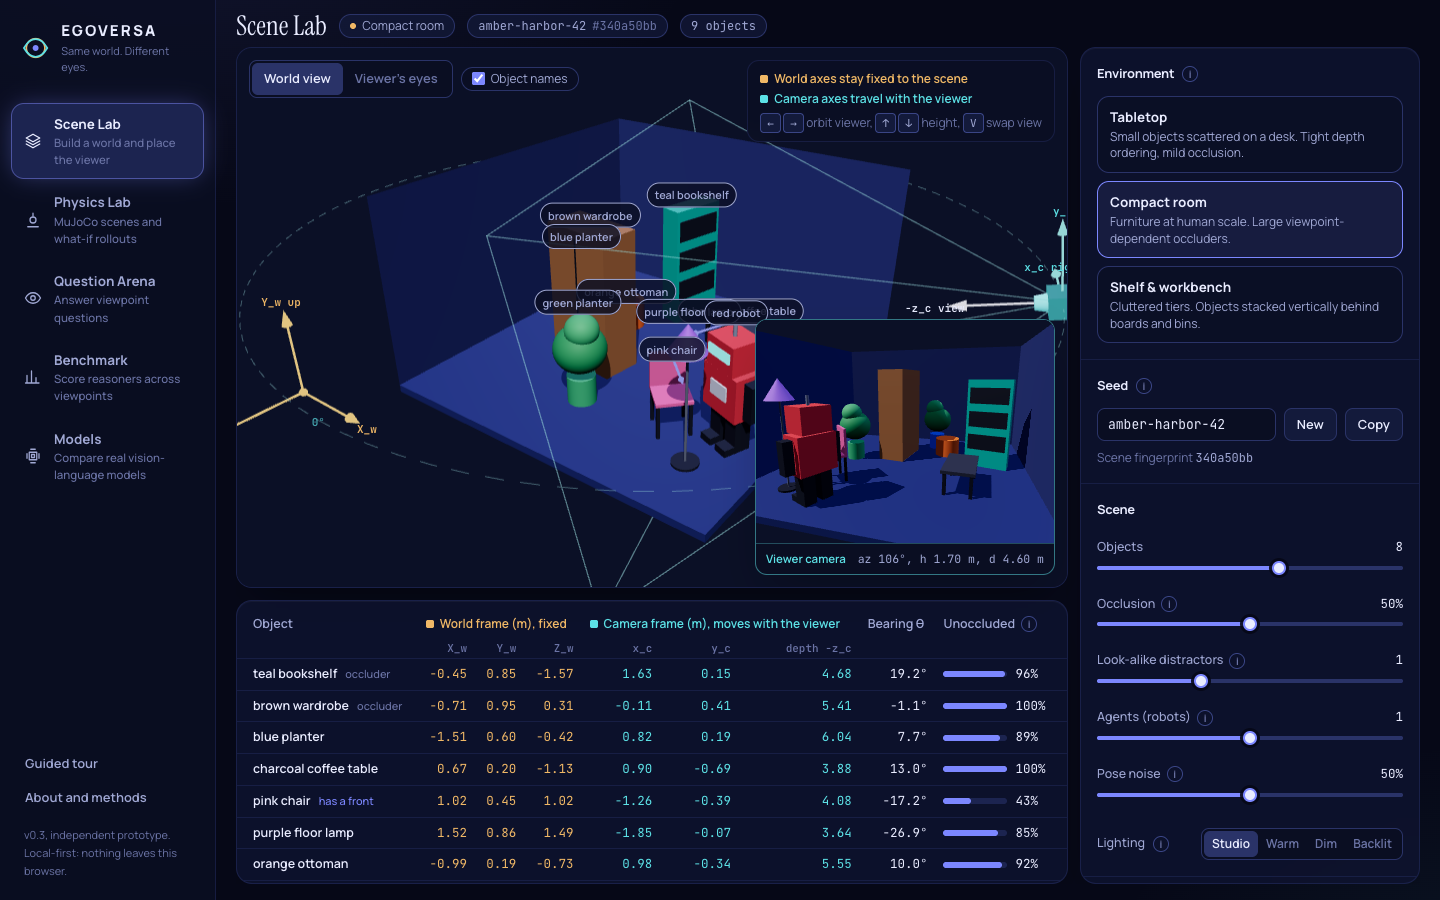 EGOVERSA
Same world. Different
eyes.
Scene Lab
Build a world and place
the viewer
Physics Lab
MuJoCo scenes and
what-if rollouts
Question Arena
Answer viewpoint
questions
Benchmark
Score reasoners across
viewpoints
Models
Compare real vision-
language models
Guided tour
About and methods
v0.3, independent prototype.
Local-first: nothing leaves this
browser.
Scene Lab
Compact room
amber-harbor-42 #340a50bb
9 objects
World view
Viewer's eyes
Object names
World axes stay fixed to the scene
Camera axes travel with the viewer
← → orbit viewer, ↑ ↓ height, V swap view
teal bookshelf
brown wardrobe
blue planter
orange ottoman
green planter
purple floor
red robot
table
pink chair
Y_w up
X_w
0°
y_
x_c rig
-z_c view
Viewer camera az 106°, h 1.70 m, d 4.60 m
Object World frame (m), fixed Camera frame (m), moves with the viewer Bearing θ Unoccluded
X_w Y_w Z_w x_c y_c depth -z_c
teal bookshelf occluder -0.45 0.85 -1.57 1.63 0.15 4.68 19.2° 96%
brown wardrobe occluder -0.71 0.95 0.31 -0.11 0.41 5.41 -1.1° 100%
blue planter -1.51 0.60 -0.42 0.82 0.19 6.04 7.7° 89%
charcoal coffee table 0.67 0.20 -1.13 0.90 -0.69 3.88 13.0° 100%
pink chair has a front 1.02 0.45 1.02 -1.26 -0.39 4.08 -17.2° 43%
purple floor lamp 1.52 0.86 1.49 -1.85 -0.07 3.64 -26.9° 85%
orange ottoman -0.99 0.19 -0.73 0.98 -0.34 5.55 10.0° 92%
Environment
Tabletop
Small objects scattered on a desk. Tight depth
ordering, mild occlusion.
Compact room
Furniture at human scale. Large viewpoint-
dependent occluders.
Shelf & workbench
Cluttered tiers. Objects stacked vertically behind
boards and bins.
Seed
amber-harbor-42
New
Copy
Scene fingerprint 340a50bb
Scene
Objects 8
Occlusion 50%
Look-alike distractors 1
Agents (robots) 1
Pose noise 50%
Lighting Studio Warm Dim Backlit